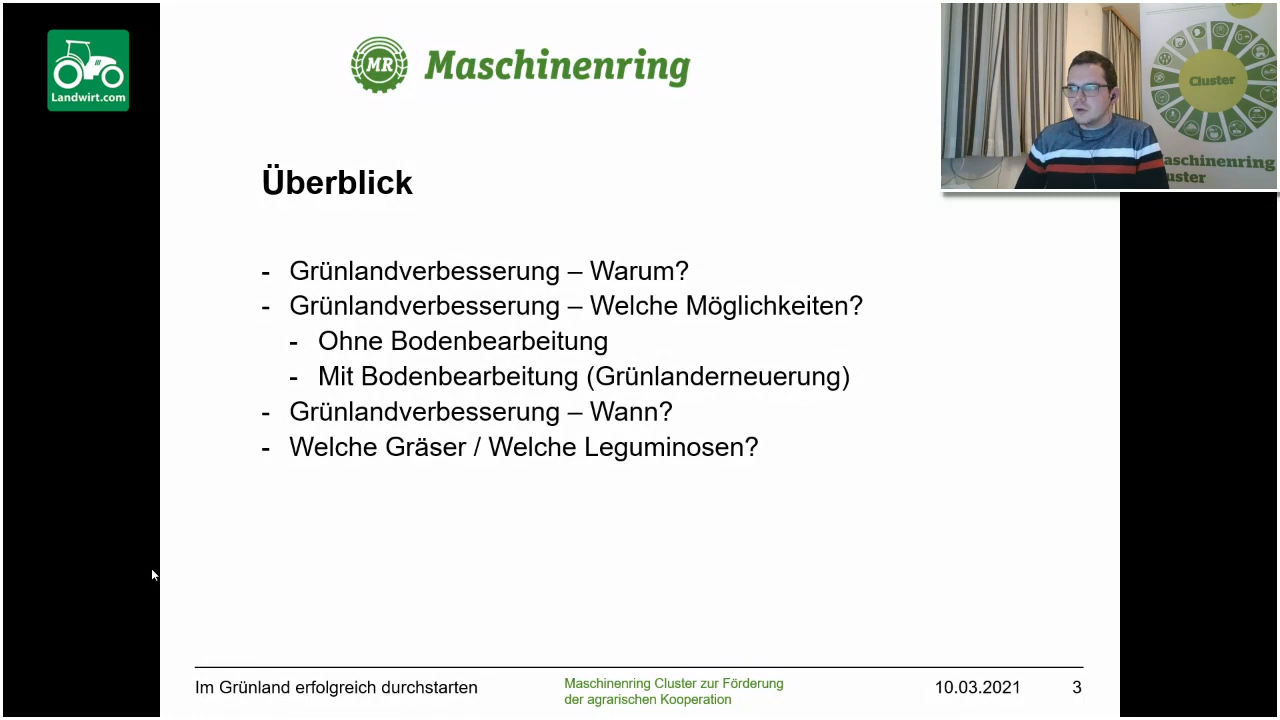 Landwirt.com
MR Maschinenring
Cluster
aschinenring
uster
Überblick
- Grünlandverbesserung – Warum?
- Grünlandverbesserung – Welche Möglichkeiten?
- Ohne Bodenbearbeitung
- Mit Bodenbearbeitung (Grünlanderneuerung)
- Grünlandverbesserung – Wann?
- Welche Gräser / Welche Leguminosen?
Im Grünland erfolgreich durchstarten
Maschinenring Cluster zur Förderung
der agrarischen Kooperation
10.03.2021 3